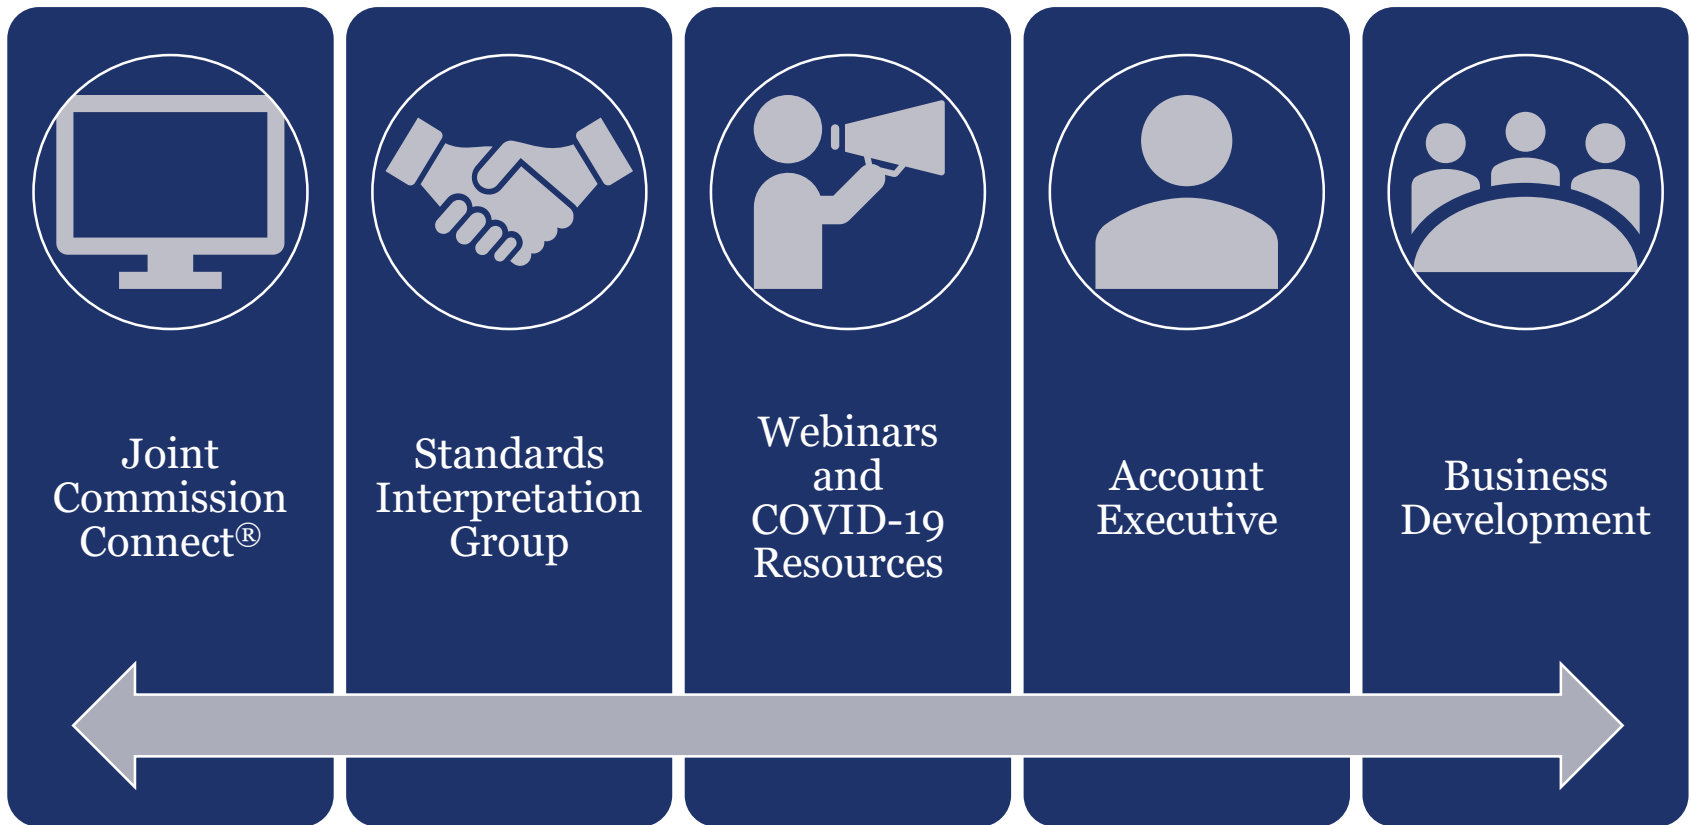 Joint
Commission
Connect®
Standards
Interpretation
Group
Webinars
and
COVID-19
Resources
Account
Executive
Business
Development